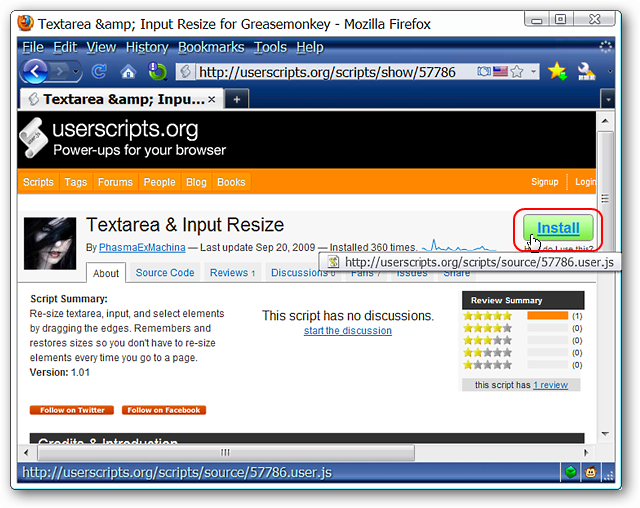 Textarea &amp; Input Resize for Greasemonkey - Mozilla Firefox
File Edit View History Bookmarks Tools Help
http://userscripts.org/scripts/show/57786
Textarea &amp; Inpu... ×
userscripts.org
Power-ups for your browser
Scripts Tags Forums People Blog Books Signup Login
Textarea & Input Resize
Install
By PhasmaExMachina — Last update Sep 20, 2009 — Installed 360 times.
do I use this?
http://userscripts.org/scripts/source/57786.user.js
About Source Code Reviews 1 Discussions 0 Fans 7 Issues Share
Script Summary:
Re-size textarea, input, and select elements
by dragging the edges. Remembers and
restores sizes so you don't have to re-size
elements every time you go to a page.
Version: 1.01
This script has no discussions.
start the discussion
Review Summary
(1)
(0)
(0)
(0)
(0)
this script has 1 review
Follow on Twitter Follow on Facebook
Credits & Introduction
http://userscripts.org/scripts/source/57786.user.js